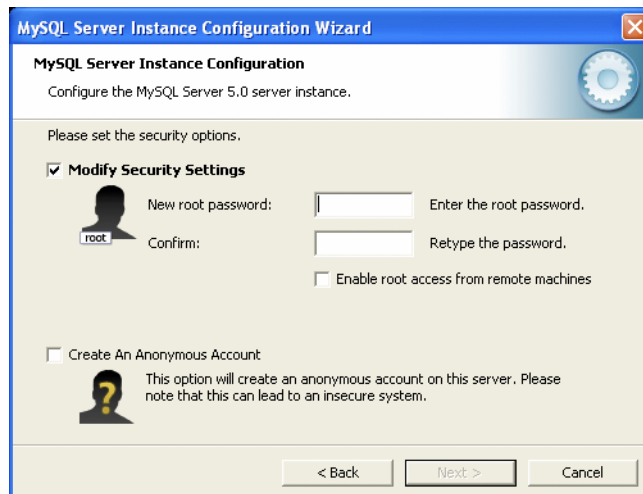 MySQL Server Instance Configuration Wizard
MySQL Server Instance Configuration
Configure the MySQL Server 5.0 server instance.
Please set the security options.
Modify Security Settings
root
New root password:
Enter the root password.
Confirm:
Retype the password.
Enable root access from remote machines
Create An Anonymous Account
?
This option will create an anonymous account on this server. Please
note that this can lead to an insecure system.
< Back
Next >
Cancel